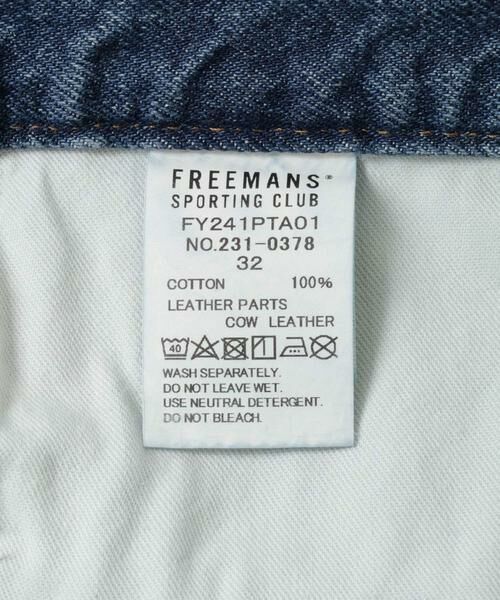 FREEMANS®
SPORTING CLUB
FY241PTA01
NO.231-0378
32
COTTON 100%
LEATHER PARTS
COW LEATHER
40
WASH SEPARATELY.
DO NOT LEAVE WET.
USE NEUTRAL DETERGENT.
DO NOT BLEACH.